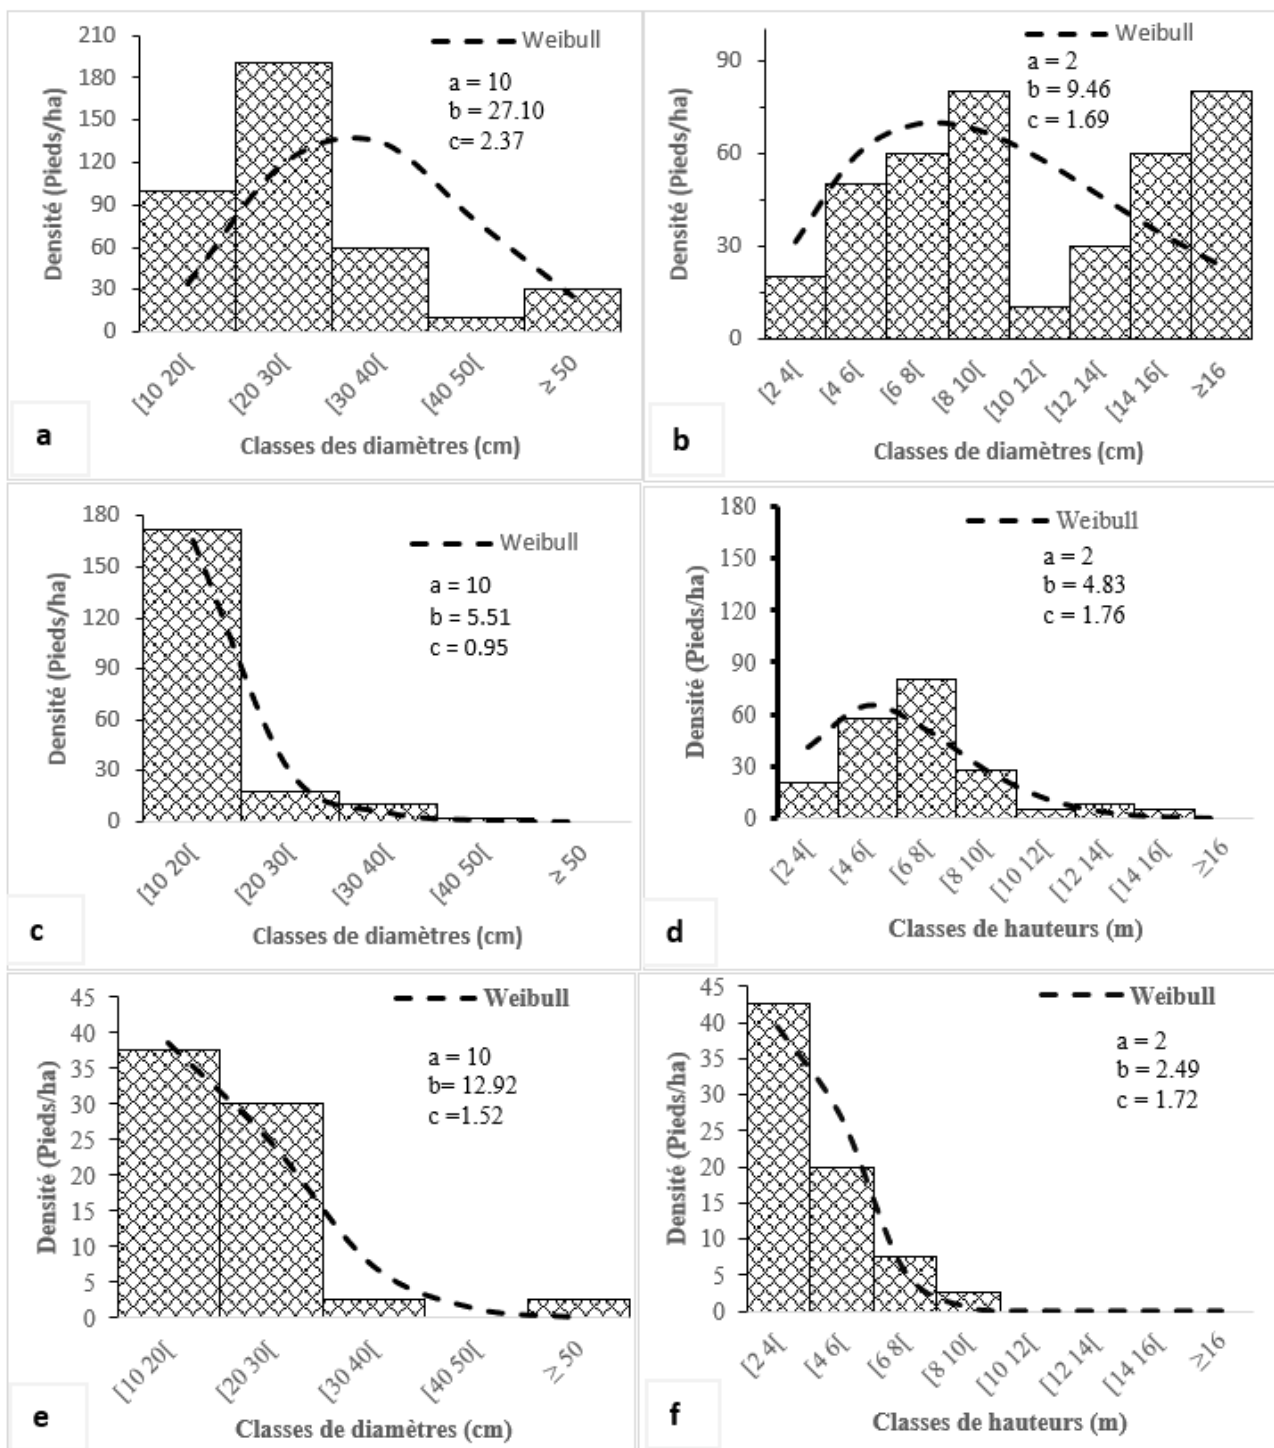 210
180
150
120
90
60
30
0
Densité (Pieds/ha)
Weibull
a = 10
b = 27.10
c= 2.37
[10 20[
[20 30[
[30 40[
[40 50[
≥ 50
Classes des diamètres (cm)
a
90
60
30
0
Densité (Pieds/ha)
Weibull
a = 2
b = 9.46
c = 1.69
[2 4[
[4 6[
[6 8[
[8 10[
[10 12[
[12 14[
[14 16[
≥16
Classes de diamètres (cm)
b
180
150
120
90
60
30
0
Densité (Pieds/ha)
Weibull
a = 10
b = 5.51
c = 0.95
[10 20[
[20 30[
[30 40[
[40 50[
≥ 50
Classes de diamètres (cm)
c
180
150
120
90
60
30
0
Densité (Pieds/ha)
Weibull
a = 2
b = 4.83
c = 1.76
[2 4[
[4 6[
[6 8[
[8 10[
[10 12[
[12 14[
[14 16[
≥16
Classes de hauteurs (m)
d
45
40
35
30
25
20
15
10
5
0
Densité (Pieds/ha)
Weibull
a = 10
b= 12.92
c =1.52
[10 20[
[20 30[
[30 40[
[40 50[
≥ 50
Classes de diamètres (cm)
e
45
40
35
30
25
20
15
10
5
0
Densité (Pieds/ha)
Weibull
a = 2
b = 2.49
c = 1.72
[2 4[
[4 6[
[6 8[
[8 10[
[10 12[
[12 14[
[14 16[
≥16
Classes de hauteurs (m)
f